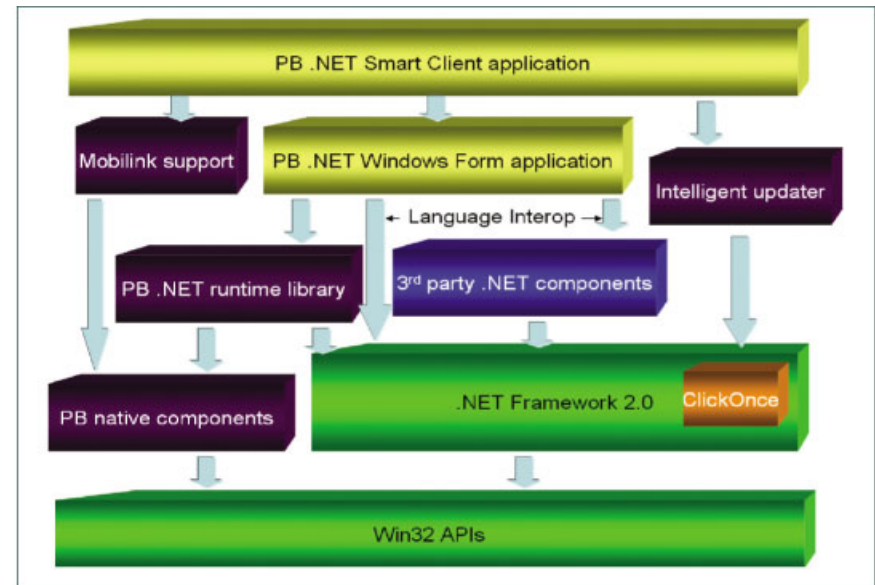 PB .NET Smart Client application
Mobilink support
PB .NET Windows Form application
Intelligent updater
← Language Interop →
PB .NET runtime library
3rd party .NET components
.NET Framework 2.0
ClickOnce
PB native components
Win32 APIs